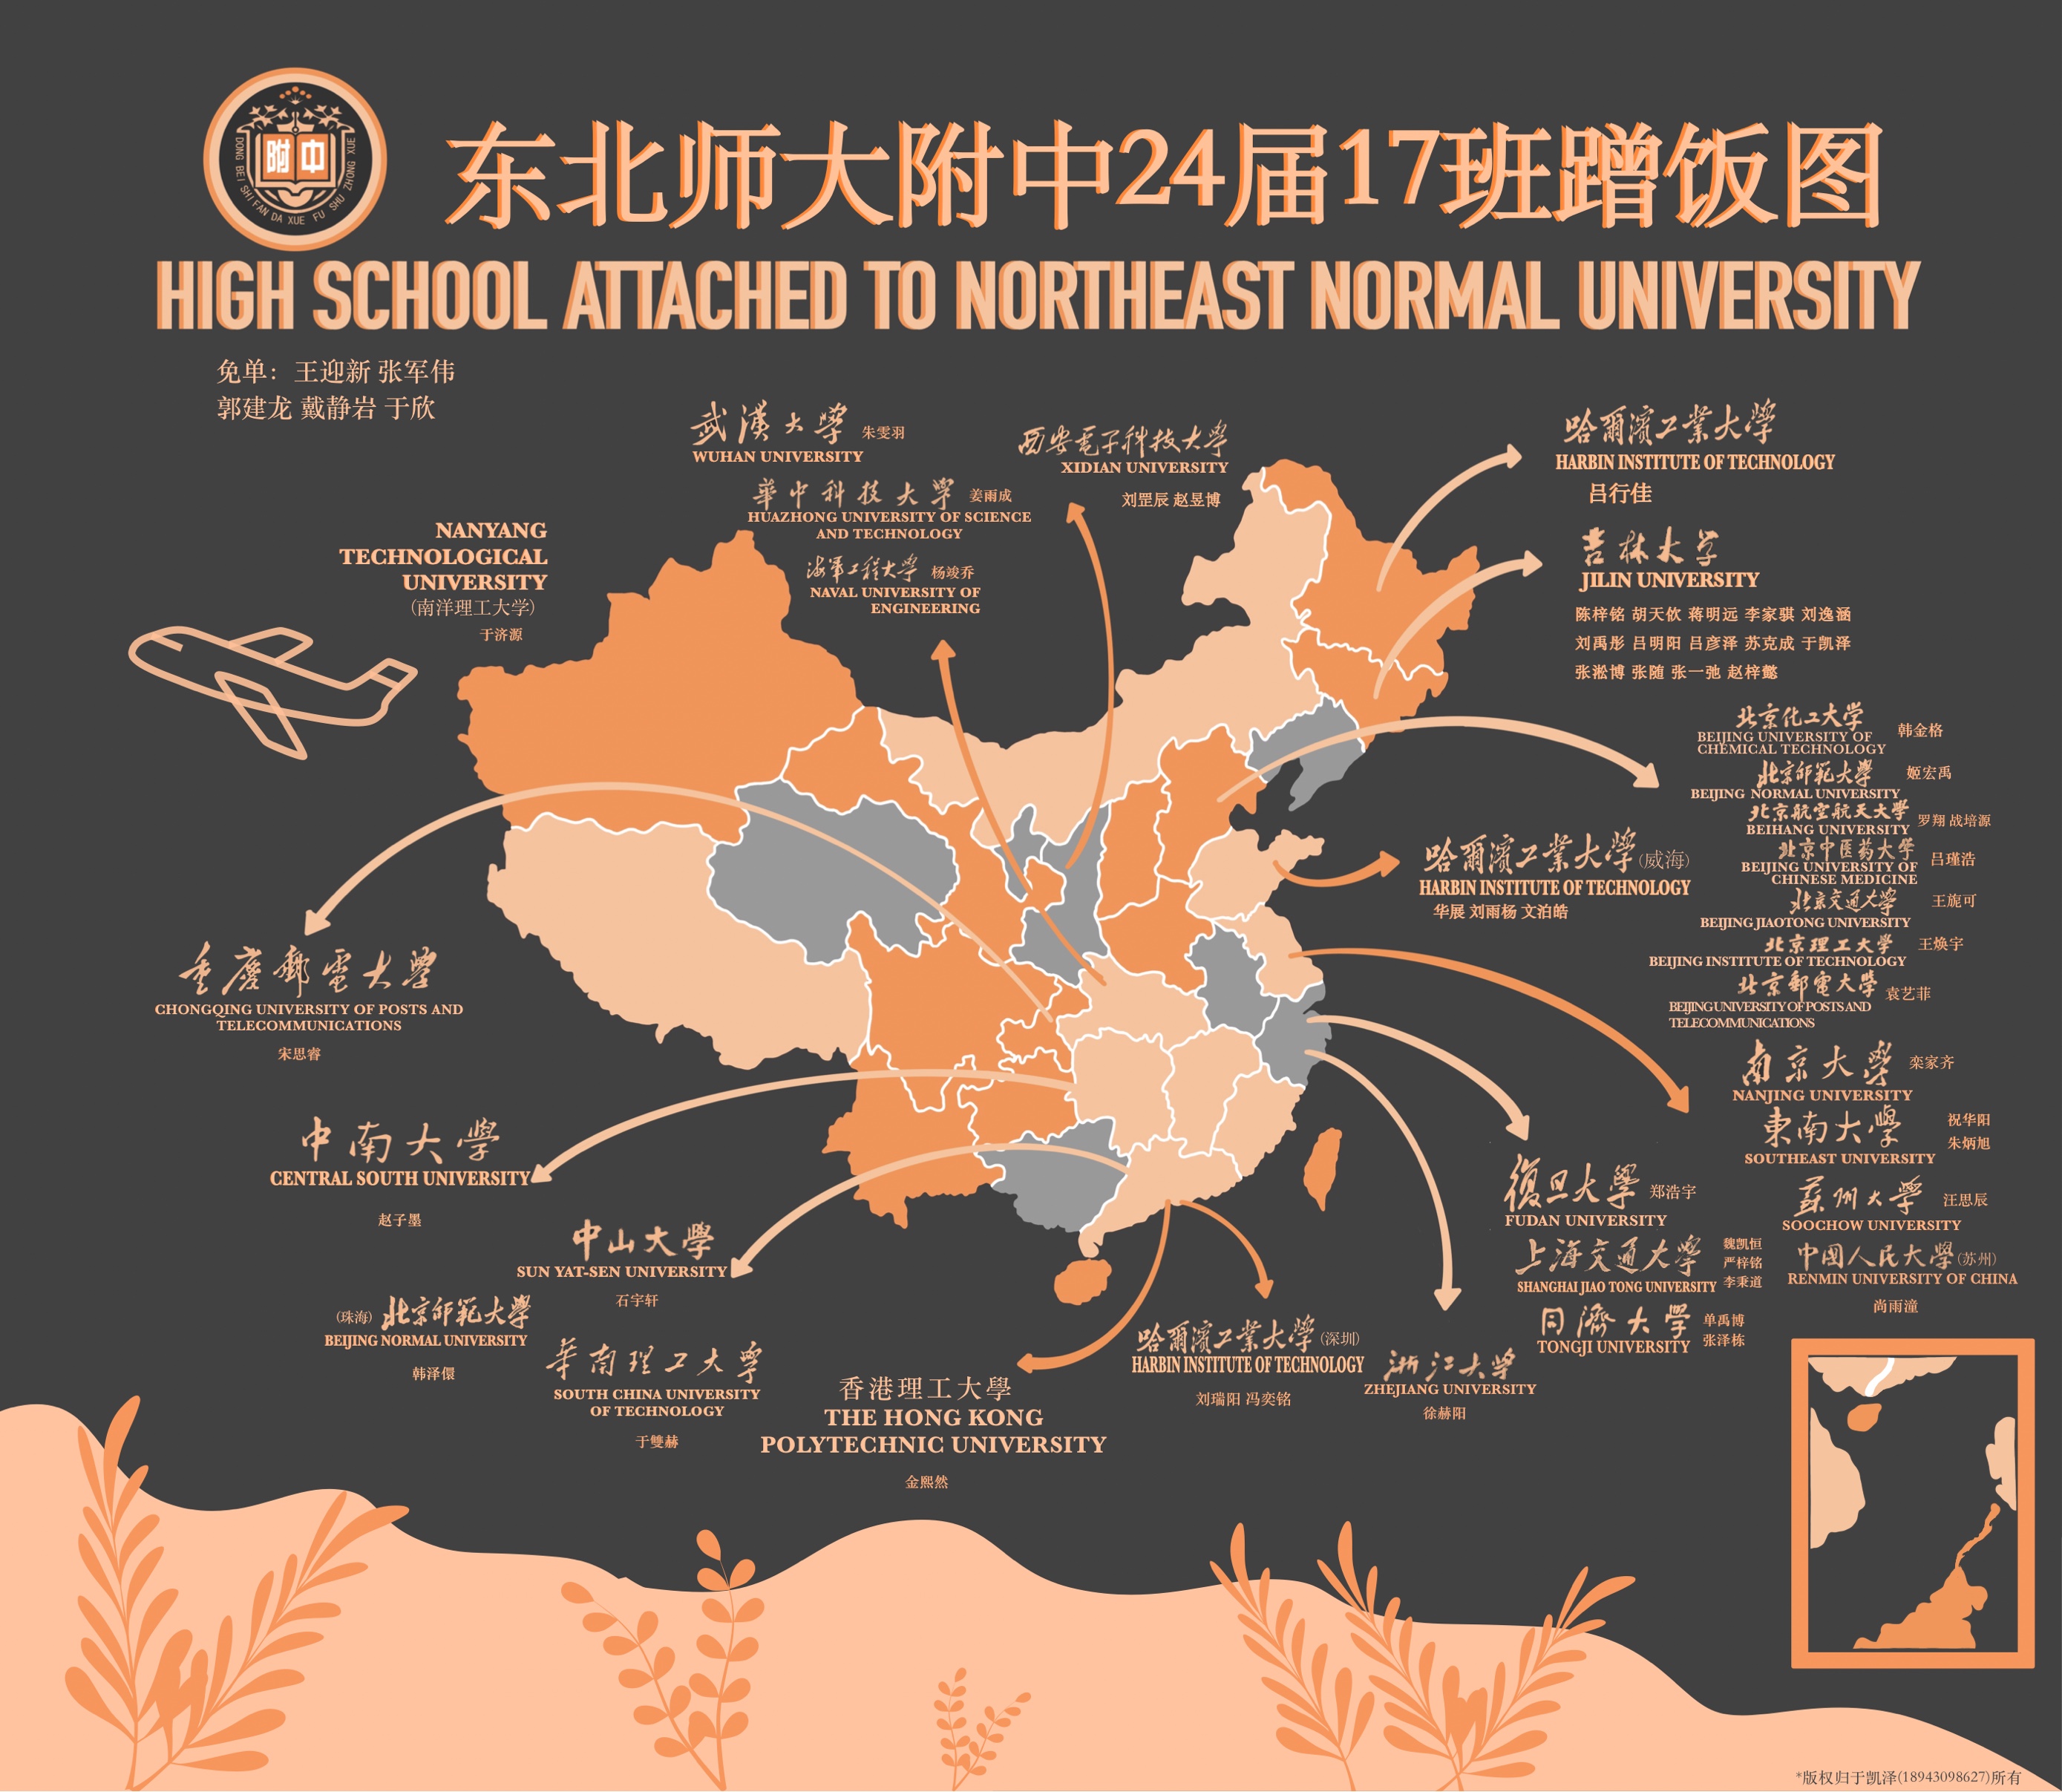 附中
DONG BEI SHI FAN DA XUE FU SHU ZHONG XUE
东北师大附中24届17班蹭饭图
HIGH SCHOOL ATTACHED TO NORTHEAST NORMAL UNIVERSITY
免单：王迎新 张军伟
郭建龙 戴静岩 于欣
武漢大學 朱雯羽
WUHAN UNIVERSITY
華中科技大學 姜雨成
HUAZHONG UNIVERSITY OF SCIENCE
AND TECHNOLOGY
海軍工程大學 杨竣乔
NAVAL UNIVERSITY OF
ENGINEERING
西安電子科技大學
XIDIAN UNIVERSITY
刘罡辰 赵昱博
哈爾濱工業大學
HARBIN INSTITUTE OF TECHNOLOGY
吕行佳
吉林大学
JILIN UNIVERSITY
陈梓铭 胡天攸 蒋明远 李家骐 刘逸涵
刘禹彤 吕明阳 吕彦泽 苏克成 于凯泽
张淞博 张随 张一弛 赵梓懿
NANYANG
TECHNOLOGICAL
UNIVERSITY
（南洋理工大学）
于济源
北京化工大学 韩金格
BEIJING UNIVERSITY OF
CHEMICAL TECHNOLOGY
北京师範大學 姬宏禹
BEIJING NORMAL UNIVERSITY
北京航空航天大學 罗翔 战培源
BEIHANG UNIVERSITY
北京中医药大学 吕瑾浩
BEIJING UNIVERSITY OF
CHINESE MEDICINE
北京交通大学 王旎可
BEIJING JIAOTONG UNIVERSITY
北京理工大学 王焕宇
BEIJING INSTITUTE OF TECHNOLOGY
北京郵電大學 袁艺菲
BEIJING UNIVERSITY OF POSTS AND
TELECOMMUNICATIONS
哈爾濱工業大學（威海）
HARBIN INSTITUTE OF TECHNOLOGY
华展 刘雨杨 文泊皓
重慶郵電大學
CHONGQING UNIVERSITY OF POSTS AND
TELECOMMUNICATIONS
宋思睿
南京大學 栾家齐
NANJING UNIVERSITY
東南大學 祝华阳
朱炳旭
SOUTHEAST UNIVERSITY
蘇州大學 汪思辰
SOOCHOW UNIVERSITY
中國人民大學（苏州）
RENMIN UNIVERSITY OF CHINA
尚雨潼
中南大學
CENTRAL SOUTH UNIVERSITY
赵子墨
復旦大學 郑浩宇
FUDAN UNIVERSITY
上海交通大学 魏凯恒
严梓铭
李秉道
SHANGHAI JIAO TONG UNIVERSITY
同濟大學 单禹博
张泽栋
TONGJI UNIVERSITY
中山大學
SUN YAT-SEN UNIVERSITY
石宇轩
（珠海）北京师範大學
BEIJING NORMAL UNIVERSITY
韩泽儇
華南理工大學
SOUTH CHINA UNIVERSITY
OF TECHNOLOGY
于雙赫
香港理工大學
THE HONG KONG
POLYTECHNIC UNIVERSITY
金熙然
哈爾濱工業大學（深圳）
HARBIN INSTITUTE OF TECHNOLOGY
刘瑞阳 冯奕铭
浙江大學
ZHEJIANG UNIVERSITY
徐赫阳
*版权归于凯泽(18943098627)所有